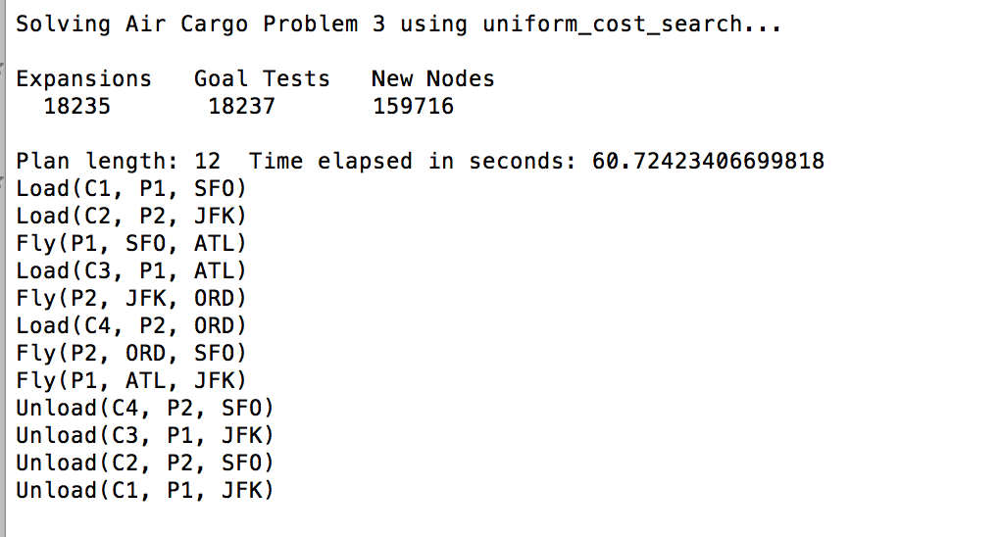 Solving Air Cargo Problem 3 using uniform_cost_search...
Expansions   Goal Tests   New Nodes
18235       18237       159716
Plan length: 12  Time elapsed in seconds: 60.72423406699818
Load(C1, P1, SFO)
Load(C2, P2, JFK)
Fly(P1, SFO, ATL)
Load(C3, P1, ATL)
Fly(P2, JFK, ORD)
Load(C4, P2, ORD)
Fly(P2, ORD, SFO)
Fly(P1, ATL, JFK)
Unload(C4, P2, SFO)
Unload(C3, P1, JFK)
Unload(C2, P2, SFO)
Unload(C1, P1, JFK)